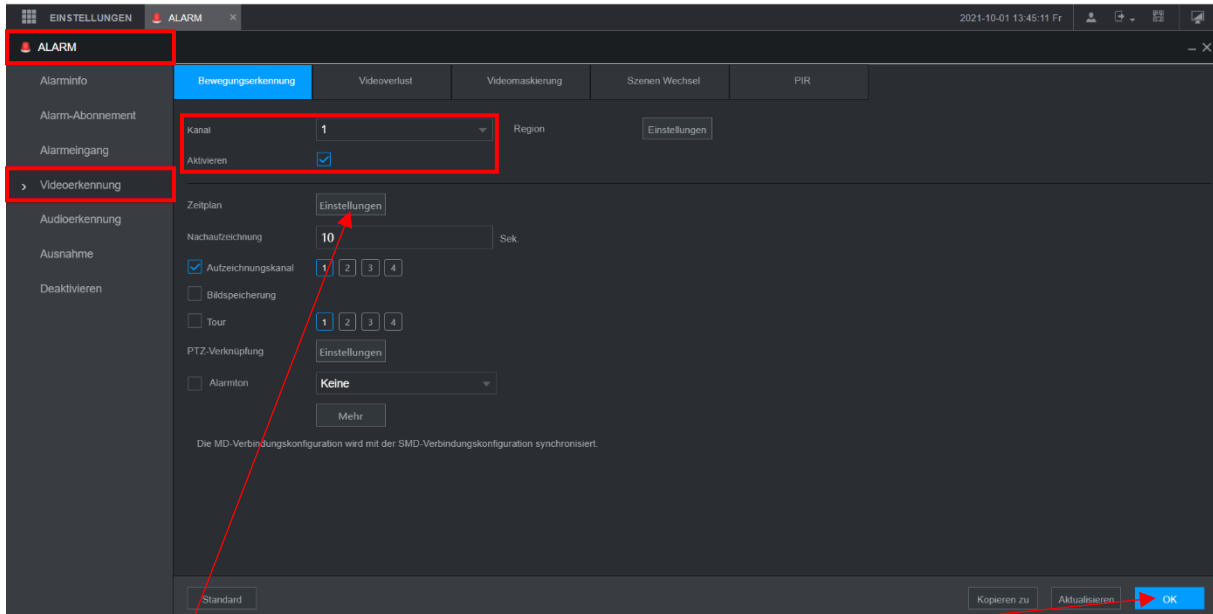 EINSTELLUNGEN ALARM × 2021-10-01 13:45:11 Fr
ALARM
Alarminfo
Alarm-Abonnement
Alarmeingang
Videoerkennung
Audioerkennung
Ausnahme
Deaktivieren
Bewegungserkennung Videoverlust Videomaskierung Szenen Wechsel PIR
Kanal 1 Region Einstellungen
Aktivieren
Zeitplan Einstellungen
Nachaufzeichnung 10 Sek.
Aufzeichnungskanal 1 2 3 4
Bildspeicherung
Tour 1 2 3 4
PTZ-Verknüpfung Einstellungen
Alarmton Keine
Mehr
Die MD-Verbindungskonfiguration wird mit der SMD-Verbindungskonfiguration synchronisiert.
Standard Kopieren zu Aktualisieren OK